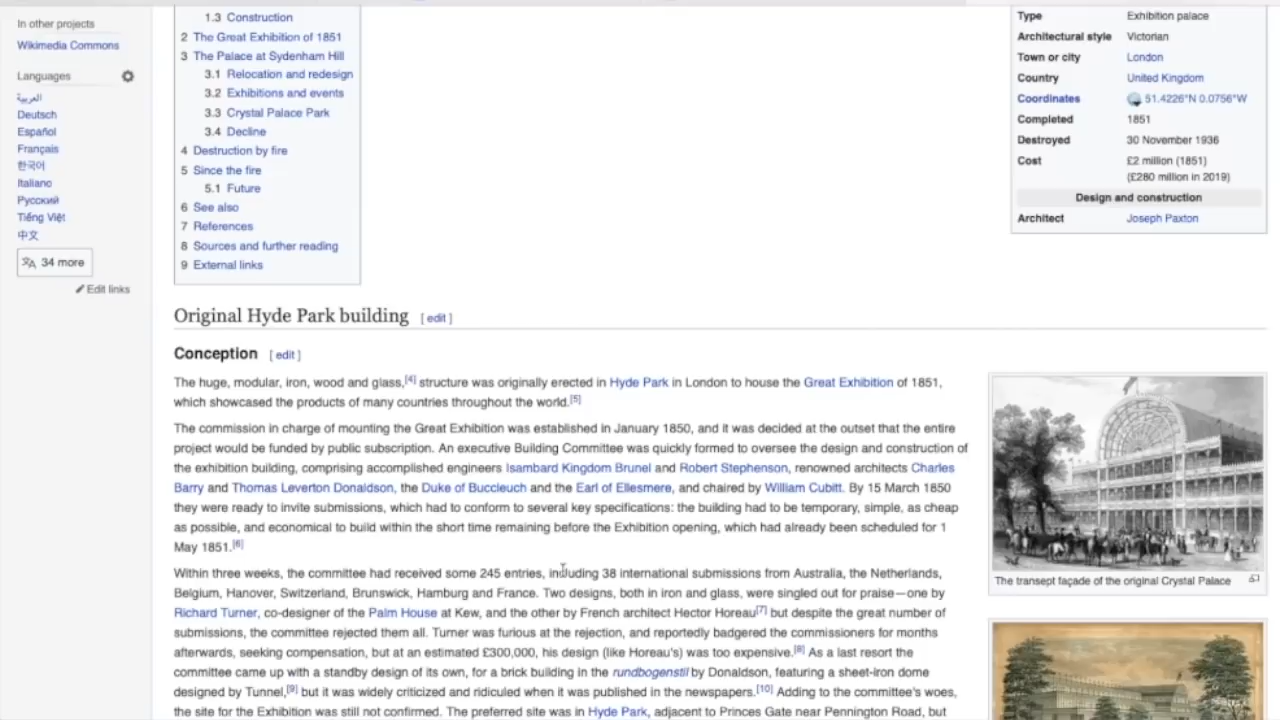 In other projects
Wikimedia Commons
Languages
العربية
Deutsch
Español
Français
한국어
Italiano
Русский
Tiếng Việt
中文
34 more
Edit links
1.3 Construction
2 The Great Exhibition of 1851
3 The Palace at Sydenham Hill
3.1 Relocation and redesign
3.2 Exhibitions and events
3.3 Crystal Palace Park
3.4 Decline
4 Destruction by fire
5 Since the fire
5.1 Future
6 See also
7 References
8 Sources and further reading
9 External links
Type Exhibition palace
Architectural style Victorian
Town or city London
Country United Kingdom
Coordinates 51.4226°N 0.0756°W
Completed 1851
Destroyed 30 November 1936
Cost £2 million (1851)
(£280 million in 2019)
Design and construction
Architect Joseph Paxton
Original Hyde Park building [ edit ]
Conception [ edit ]
The huge, modular, iron, wood and glass,[4] structure was originally erected in Hyde Park in London to house the Great Exhibition of 1851,
which showcased the products of many countries throughout the world.[5]
The commission in charge of mounting the Great Exhibition was established in January 1850, and it was decided at the outset that the entire
project would be funded by public subscription. An executive Building Committee was quickly formed to oversee the design and construction of
the exhibition building, comprising accomplished engineers Isambard Kingdom Brunel and Robert Stephenson, renowned architects Charles
Barry and Thomas Leverton Donaldson, the Duke of Buccleuch and the Earl of Ellesmere, and chaired by William Cubitt. By 15 March 1850
they were ready to invite submissions, which had to conform to several key specifications: the building had to be temporary, simple, as cheap
as possible, and economical to build within the short time remaining before the Exhibition opening, which had already been scheduled for 1
May 1851.[6]
Within three weeks, the committee had received some 245 entries, including 38 international submissions from Australia, the Netherlands,
Belgium, Hanover, Switzerland, Brunswick, Hamburg and France. Two designs, both in iron and glass, were singled out for praise—one by
Richard Turner, co-designer of the Palm House at Kew, and the other by French architect Hector Horeau[7] but despite the great number of
submissions, the committee rejected them all. Turner was furious at the rejection, and reportedly badgered the commissioners for months
afterwards, seeking compensation, but at an estimated £300,000, his design (like Horeau's) was too expensive.[8] As a last resort the
committee came up with a standby design of its own, for a brick building in the rundbogenstil by Donaldson, featuring a sheet-iron dome
designed by Tunnel,[9] but it was widely criticized and ridiculed when it was published in the newspapers.[10] Adding to the committee's woes,
the site for the Exhibition was still not confirmed. The preferred site was in Hyde Park, adjacent to Princes Gate near Pennington Road, but
The transept façade of the original Crystal Palace